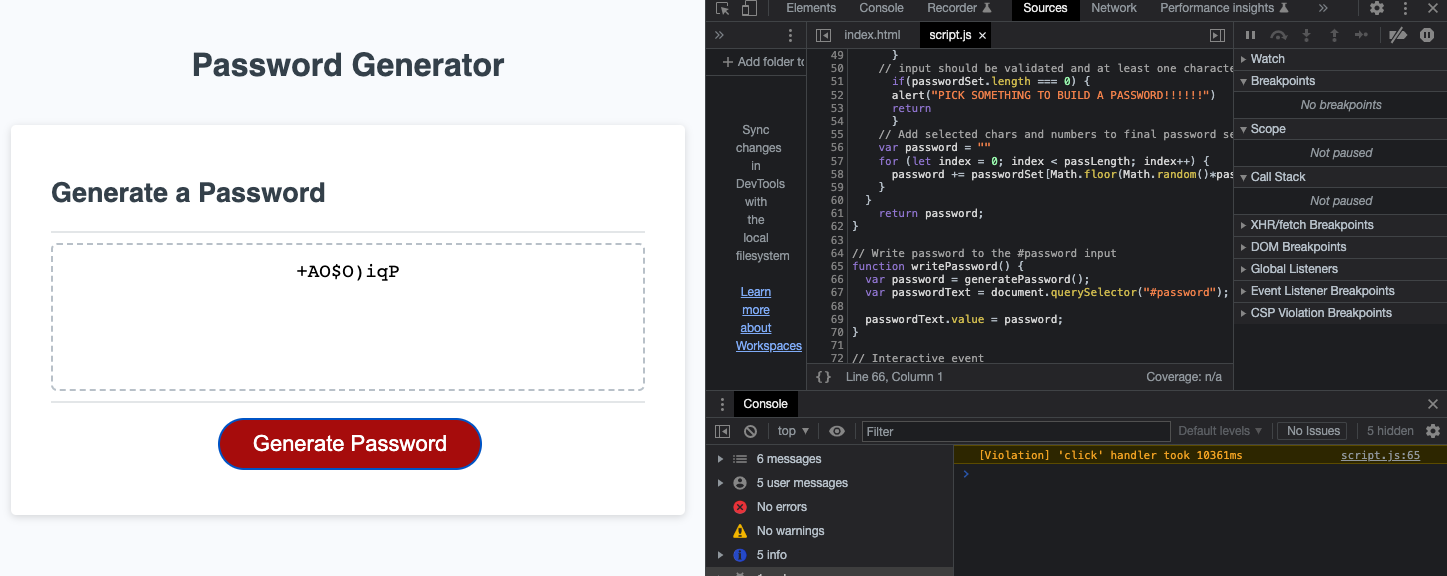 Password Generator
Generate a Password
+AO$O)iqP
Generate Password
Elements Console Recorder Sources Network Performance insights »
» index.html script.js ×
+ Add folder to
Sync
changes
in
DevTools
with
the
local
filesystem
Learn
more
about
Workspaces
49 }
50 // input should be validated and at least one characte
51 if(passwordSet.length === 0) {
52 alert("PICK SOMETHING TO BUILD A PASSWORD!!!!!!")
53 return
54 }
55 // Add selected chars and numbers to final password se
56 var password = ""
57 for (let index = 0; index < passLength; index++) {
58 password += passwordSet[Math.floor(Math.random()*pas
59 }
60 }
61 return password;
62 }
63
64 // Write password to the #password input
65 function writePassword() {
66 var password = generatePassword();
67 var passwordText = document.querySelector("#password");
68
69 passwordText.value = password;
70 }
71
72 // Interactive event
{} Line 66, Column 1 Coverage: n/a
Watch
Breakpoints
No breakpoints
Scope
Not paused
Call Stack
Not paused
XHR/fetch Breakpoints
DOM Breakpoints
Global Listeners
Event Listener Breakpoints
CSP Violation Breakpoints
Console
top Filter Default levels No Issues 5 hidden
6 messages
5 user messages
No errors
No warnings
5 info
[Violation] 'click' handler took 10361ms script.js:65